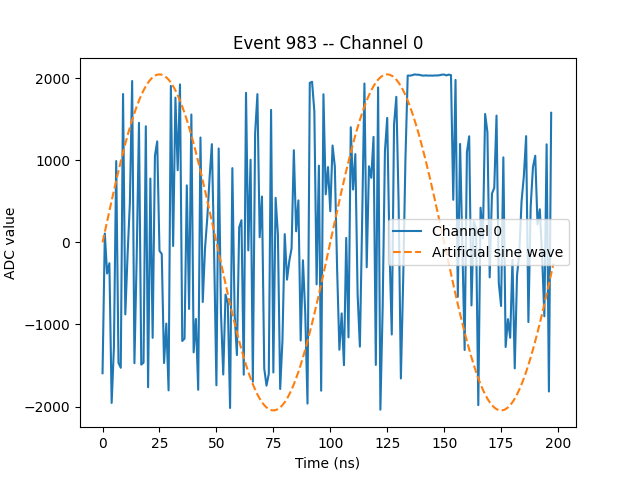 Event 983 -- Channel 0
ADC value
2000
1000
0
−1000
−2000
Channel 0
Artificial sine wave
0
25
50
75
100
125
150
175
200
Time (ns)